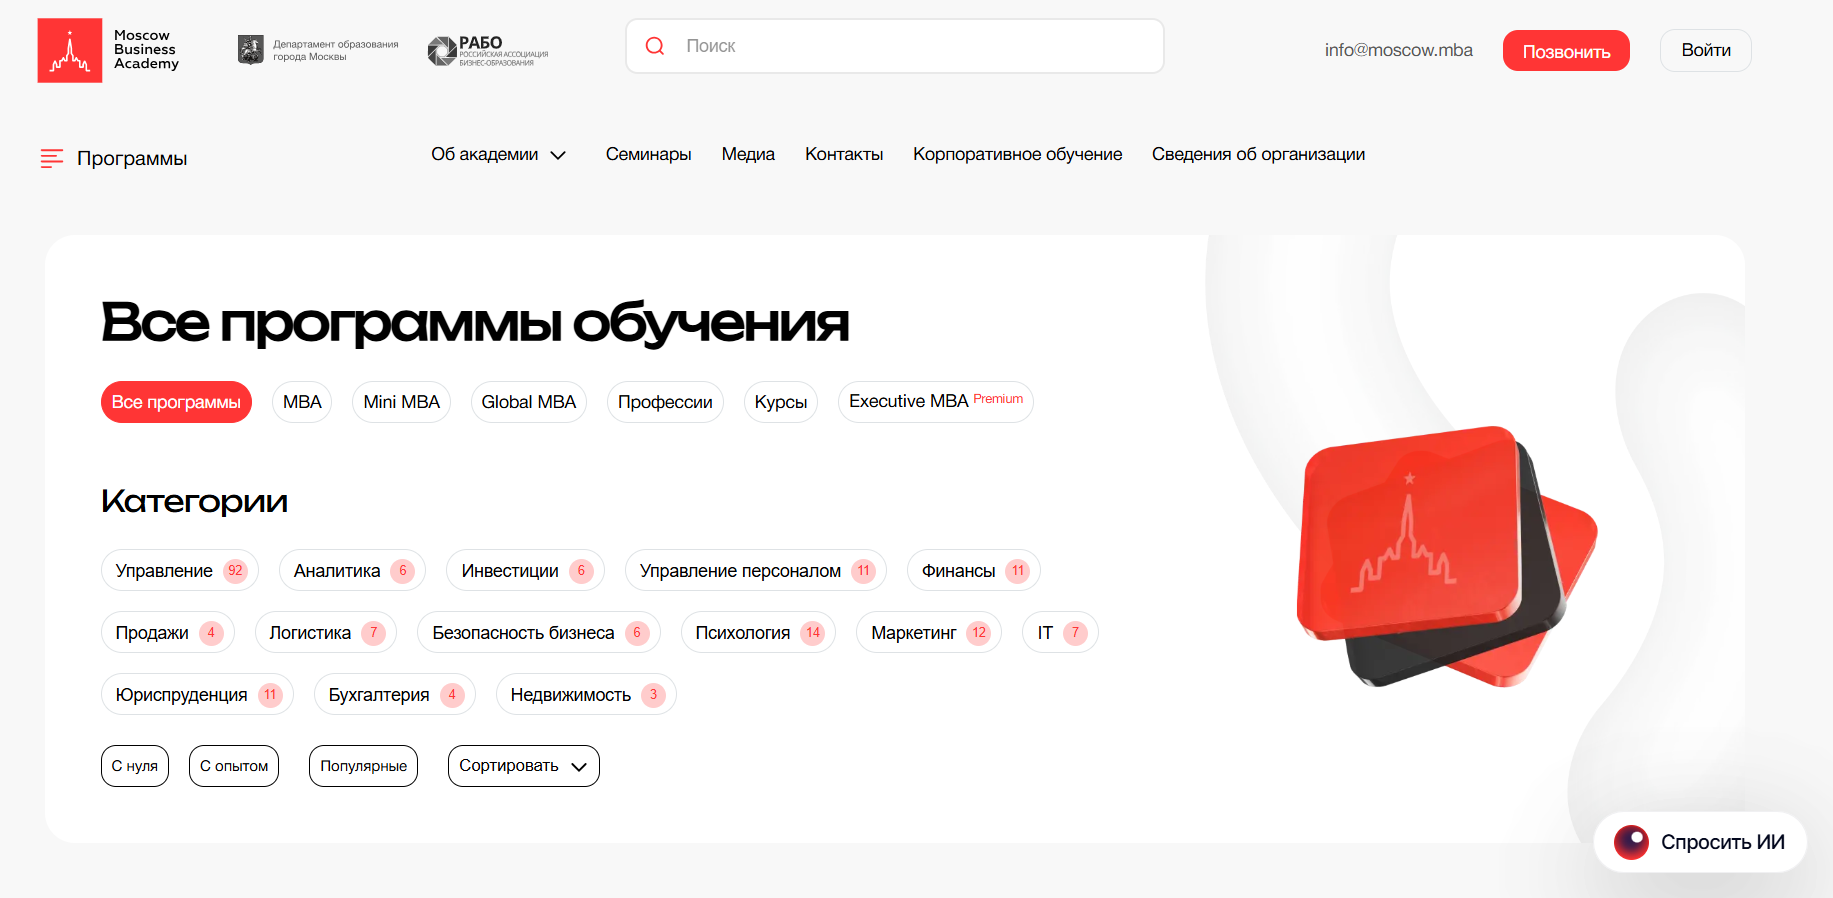 Moscow
Business
Academy
Департамент образования
города Москвы
РАБО
РОССИЙСКАЯ АССОЦИАЦИЯ
БИЗНЕС-ОБРАЗОВАНИЯ
Поиск
info@moscow.mba
Позвонить
Войти
Программы
Об академии
Семинары
Медиа
Контакты
Корпоративное обучение
Сведения об организации
Все программы обучения
Все программы
MBA
Mini MBA
Global MBA
Профессии
Курсы
Executive MBA Premium
Категории
Управление 92
Аналитика 6
Инвестиции 6
Управление персоналом 11
Финансы 11
Продажи 4
Логистика 7
Безопасность бизнеса 6
Психология 14
Маркетинг 12
IT 7
Юриспруденция 11
Бухгалтерия 4
Недвижимость 3
С нуля
С опытом
Популярные
Сортировать
Спросить ИИ